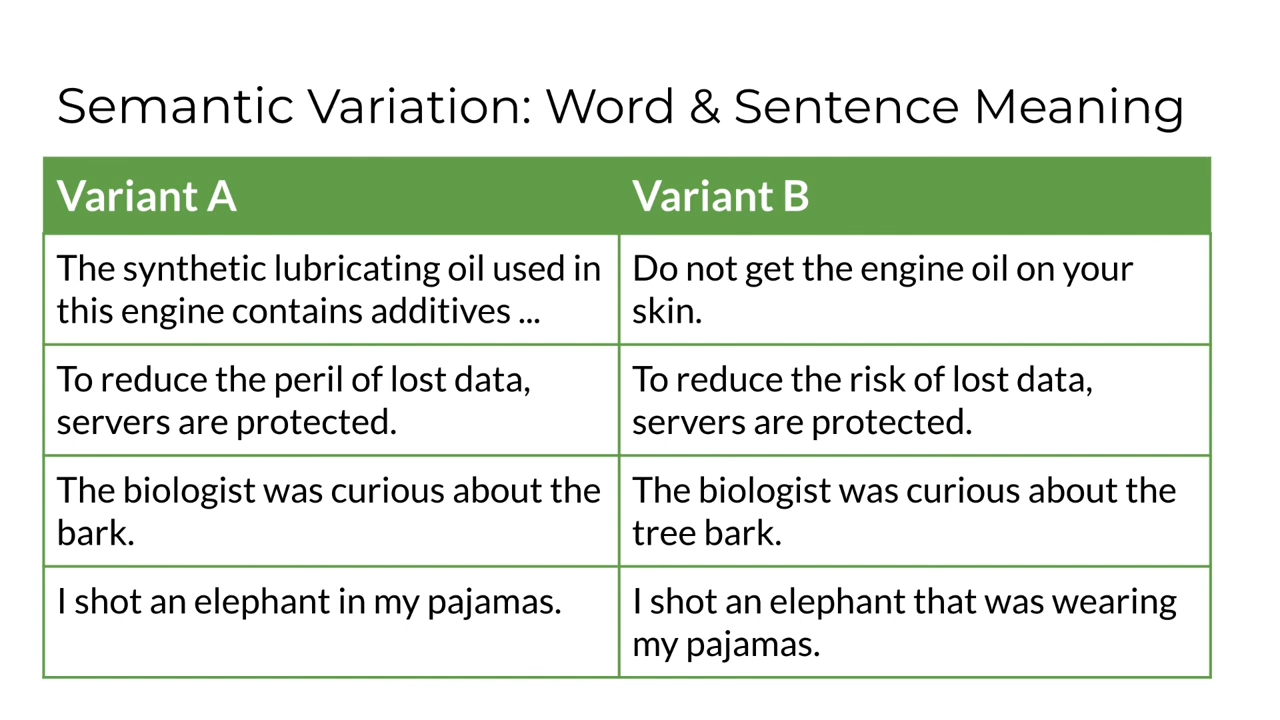 Semantic Variation: Word & Sentence Meaning
Variant A
Variant B
The synthetic lubricating oil used in
this engine contains additives ...
Do not get the engine oil on your
skin.
To reduce the peril of lost data,
servers are protected.
To reduce the risk of lost data,
servers are protected.
The biologist was curious about the
bark.
The biologist was curious about the
tree bark.
I shot an elephant in my pajamas.
I shot an elephant that was wearing
my pajamas.